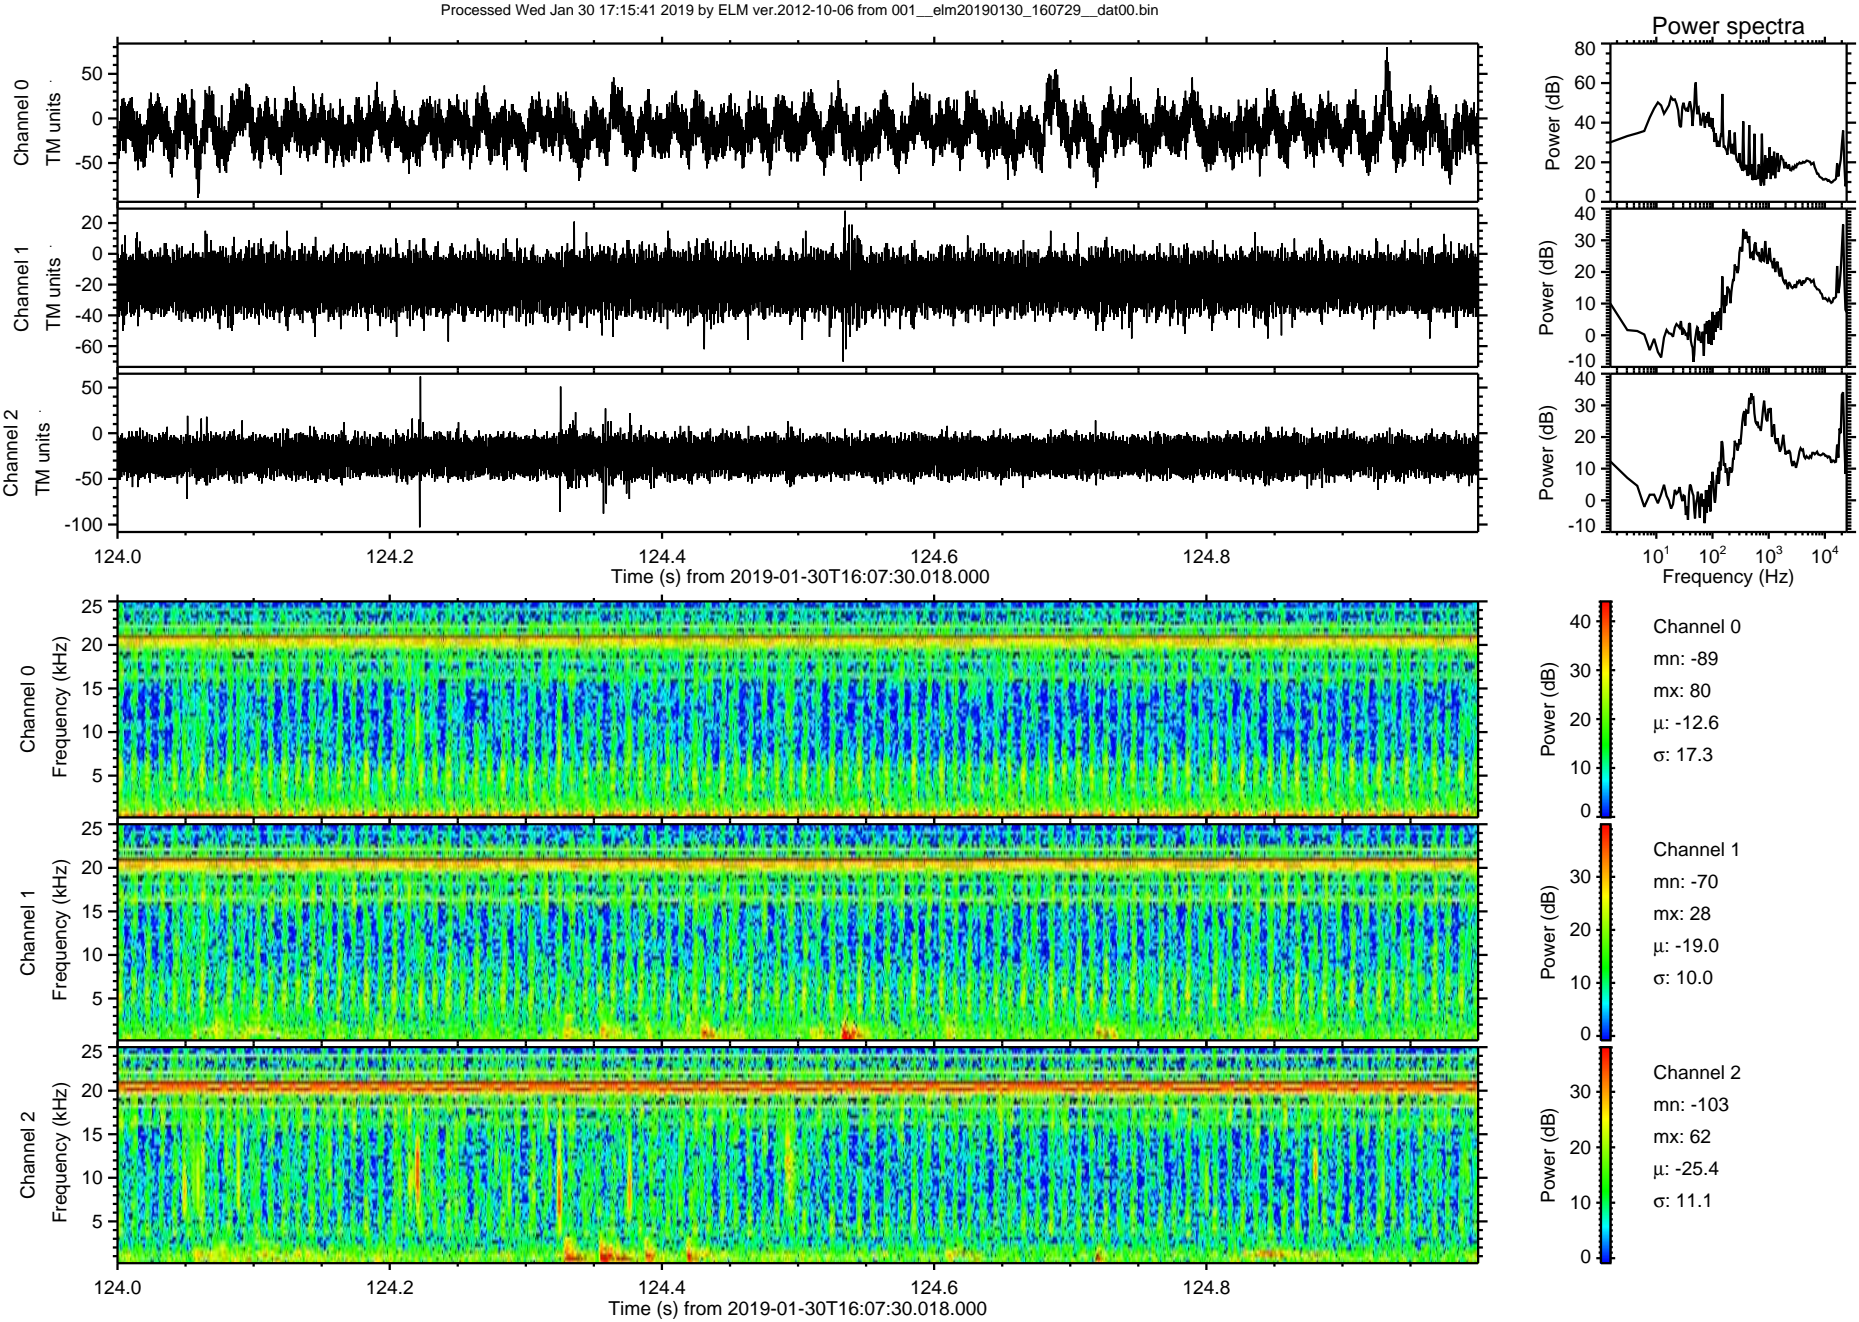 Processed Wed Jan 30 17:15:41 2019 by ELM ver.2012-10-06 from 001__elm20190130_160729__dat00.bin
Power spectra
Channel 0
TM units
50
0
-50
Power (dB)
80
60
40
20
0
Channel 1
TM units
20
0
-20
-40
-60
Power (dB)
40
30
20
10
0
-10
Channel 2
TM units
50
0
-50
-100
Power (dB)
40
30
20
10
0
-10
124.0 124.2 124.4 124.6 124.8
Time (s) from 2019-01-30T16:07:30.018.000
10¹ 10² 10³ 10⁴
Frequency (Hz)
Channel 0
Frequency (kHz)
25
20
15
10
5
Power (dB)
40
30
20
10
0
Channel 0
mn: -89
mx: 80
µ: -12.6
σ: 17.3
Channel 1
Frequency (kHz)
25
20
15
10
5
Power (dB)
30
20
10
0
Channel 1
mn: -70
mx: 28
µ: -19.0
σ: 10.0
Channel 2
Frequency (kHz)
25
20
15
10
5
Power (dB)
30
20
10
0
Channel 2
mn: -103
mx: 62
µ: -25.4
σ: 11.1
124.0 124.2 124.4 124.6 124.8
Time (s) from 2019-01-30T16:07:30.018.000